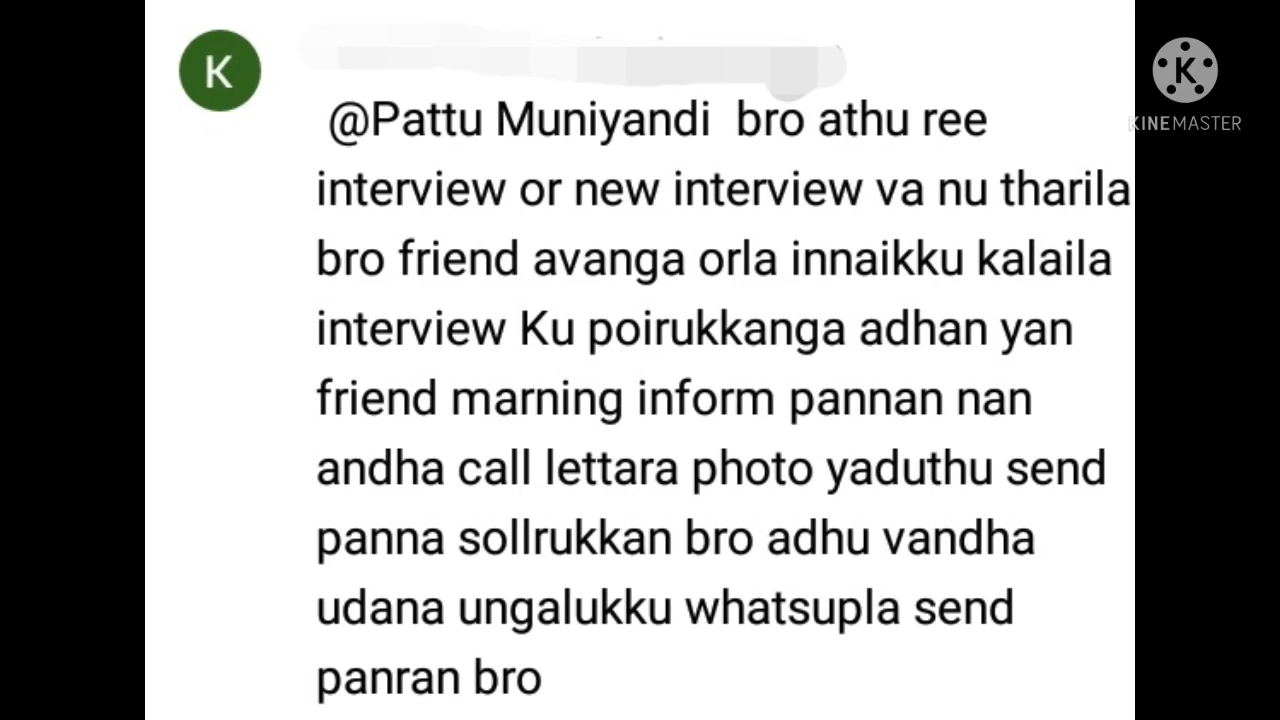 K
@Pattu Muniyandi bro athu ree
interview or new interview va nu tharila
bro friend avanga orla innaikku kalaila
interview Ku poirukkanga adhan yan
friend marning inform pannan nan
andha call lettara photo yaduthu send
panna sollrukkan bro adhu vandha
udana ungalukku whatsupla send
panran bro
K
KINEMASTER